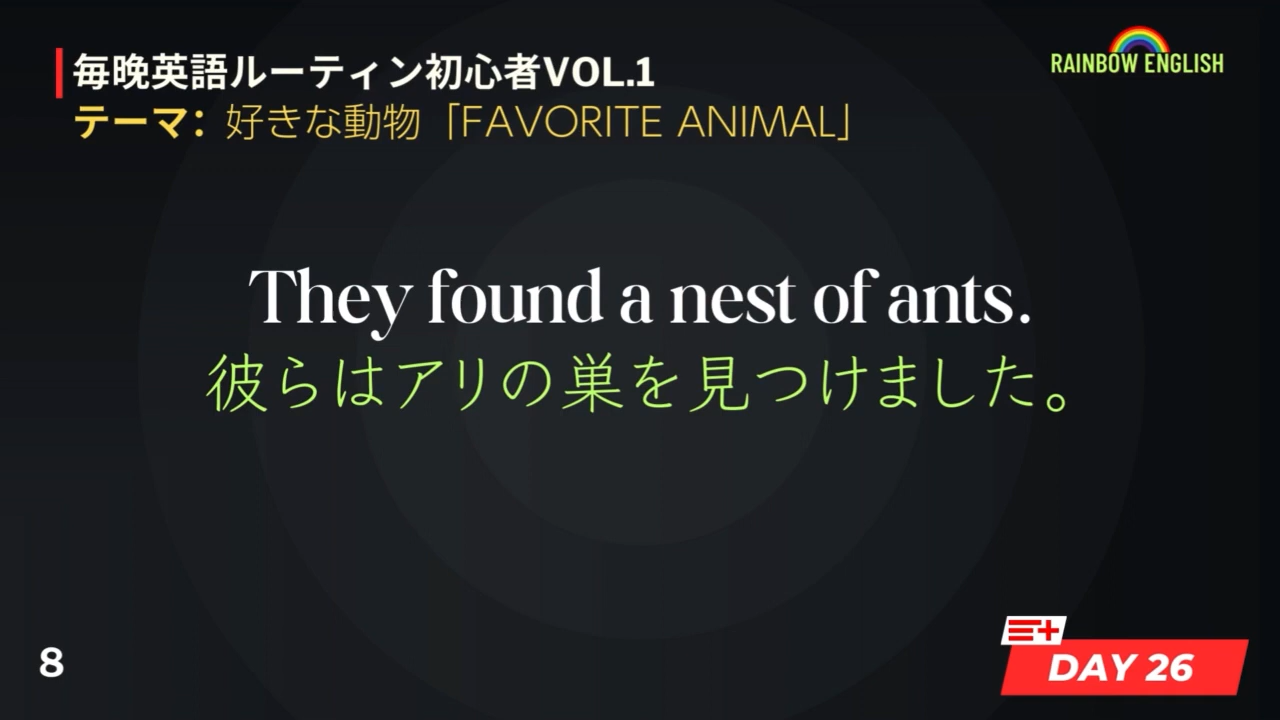 毎晩英語ルーティン初心者VOL.1
テーマ：好きな動物「FAVORITE ANIMAL」
RAINBOW ENGLISH
They found a nest of ants.
彼らはアリの巣を見つけました。
8
DAY 26